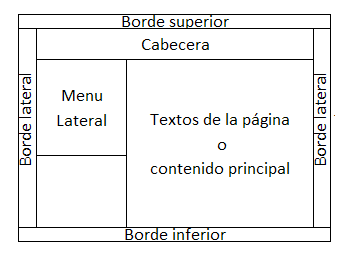 Borde superior
Cabecera
Borde lateral
Menu
Lateral
Textos de la página
o
contenido principal
Borde lateral
Borde inferior